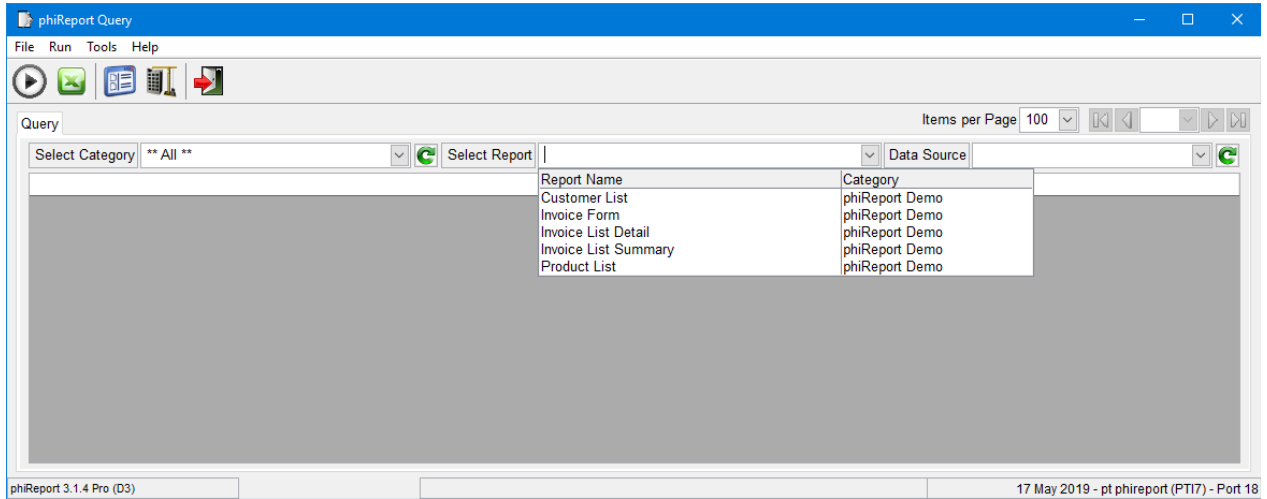 phiReport Query
File Run Tools Help
Query
Items per Page 100
Select Category ** All ** Select Report Data Source
Report Name Category
Customer List phiReport Demo
Invoice Form phiReport Demo
Invoice List Detail phiReport Demo
Invoice List Summary phiReport Demo
Product List phiReport Demo
phiReport 3.1.4 Pro (D3) 17 May 2019 - pt phireport (PTI7) - Port 18